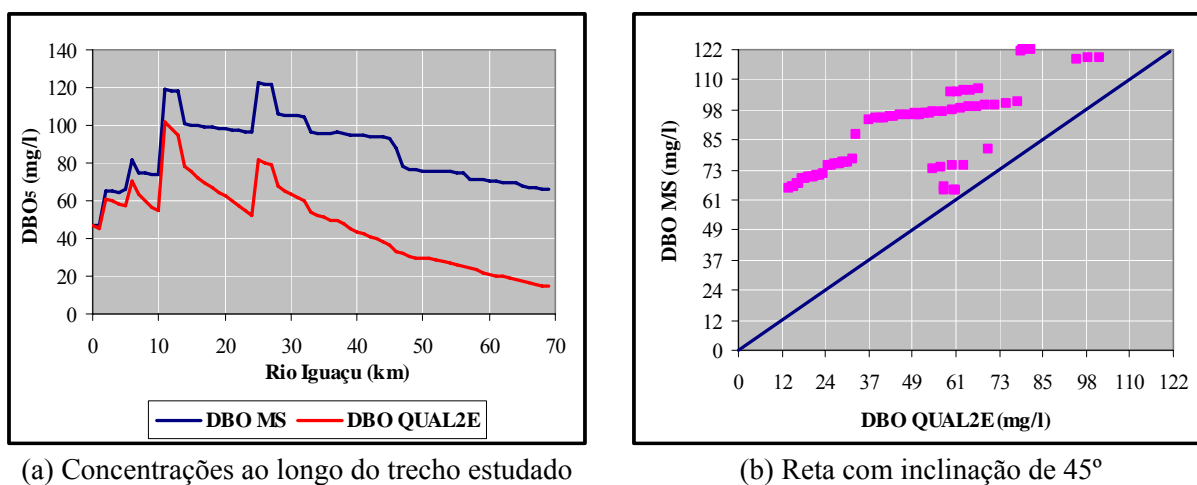 140
120
100
80
60
40
20
0
DBO5 (mg/l)
0 10 20 30 40 50 60 70
Rio Iguaçu (km)
DBO MS DBO QUAL2E
(a) Concentrações ao longo do trecho estudado
122
110
98
85
73
61
49
37
24
12
0
DBO MS (mg/l)
0 12 24 37 49 61 73 85 98 110 122
DBO QUAL2E (mg/l)
(b) Reta com inclinação de 45º